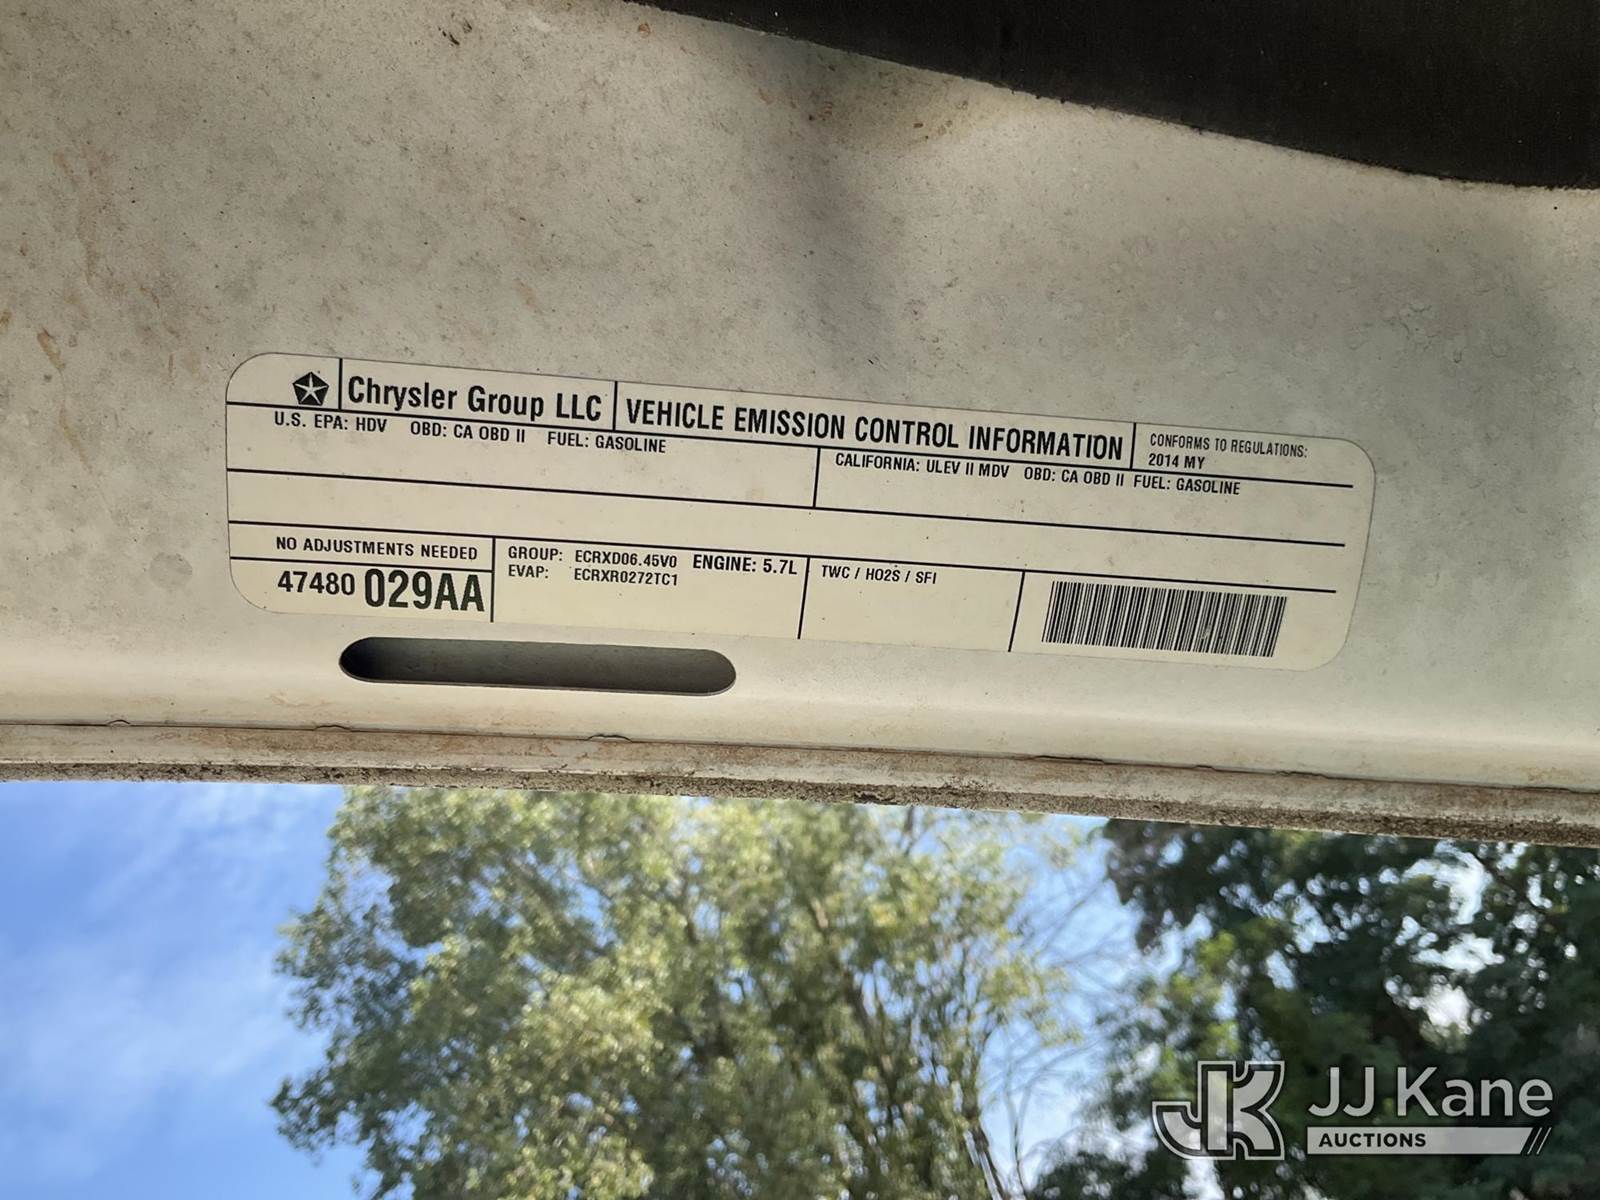 Chrysler Group LLC
VEHICLE EMISSION CONTROL INFORMATION
CONFORMS TO REGULATIONS:
2014 MY
U.S. EPA: HDV OBD: CA OBD II FUEL: GASOLINE
CALIFORNIA: ULEV II MDV OBD: CA OBD II FUEL: GASOLINE
NO ADJUSTMENTS NEEDED
47480 029AA
GROUP: ECRXD06.45V0 ENGINE: 5.7L
EVAP: ECRXR0272TC1
TWC / HO2S / SFI
JK JJ Kane
AUCTIONS